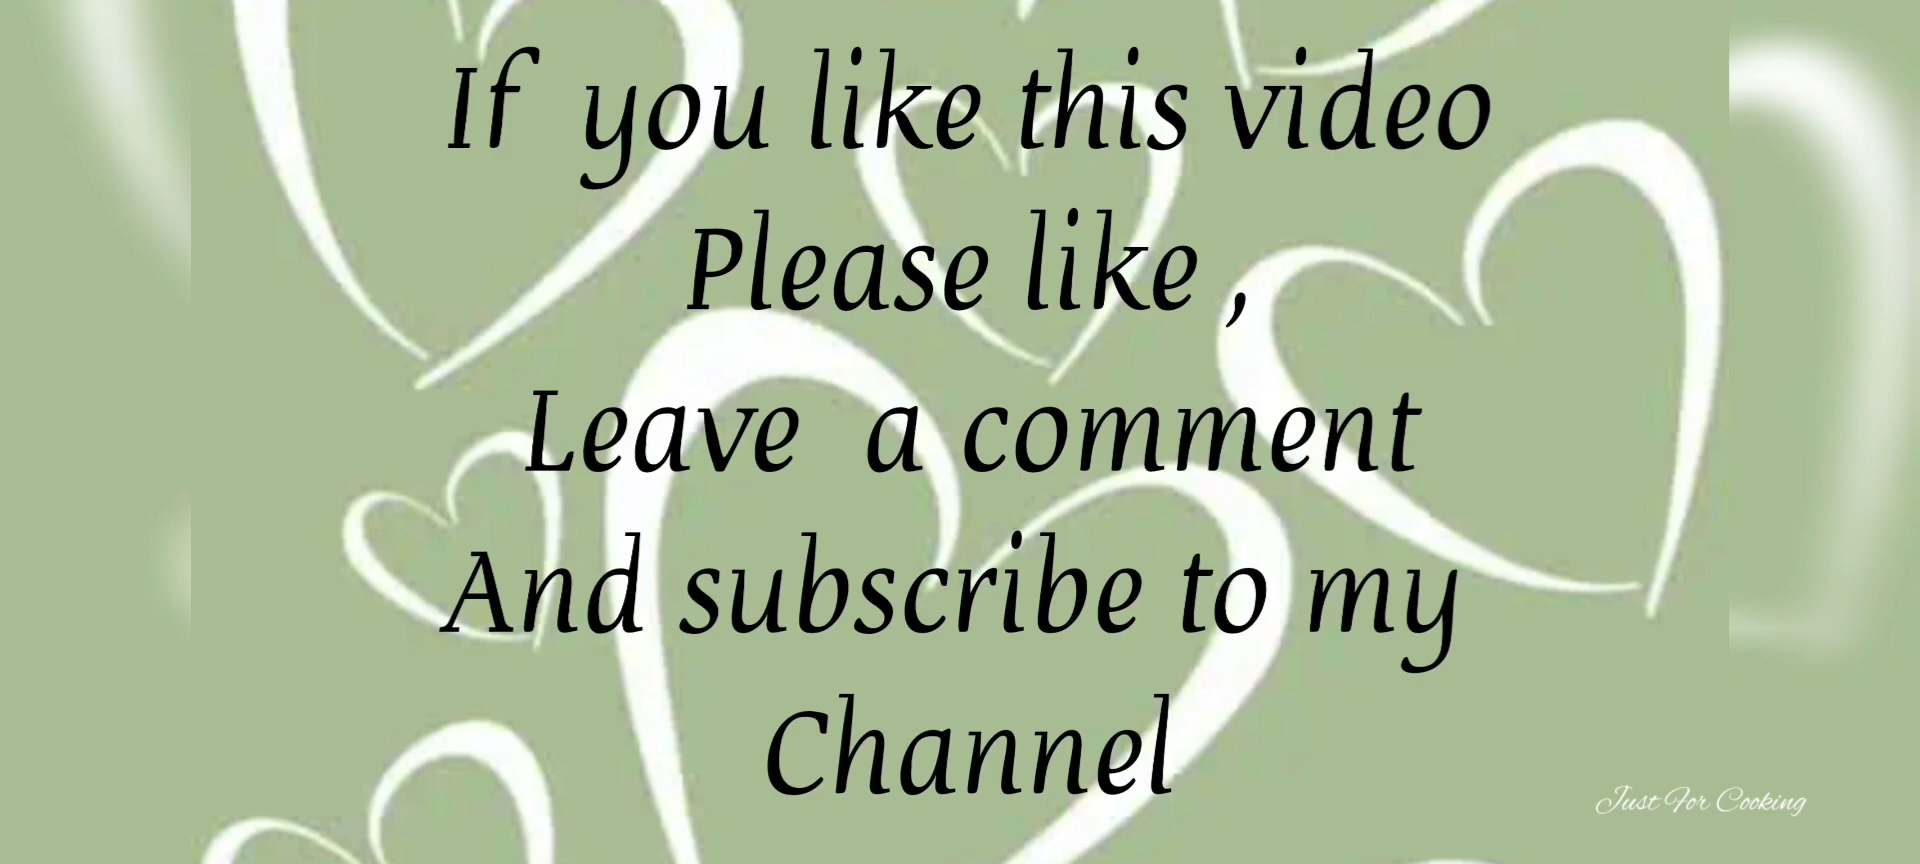 If you like this video
Please like ,
Leave a comment
And subscribe to my
Channel
Just For Cooking